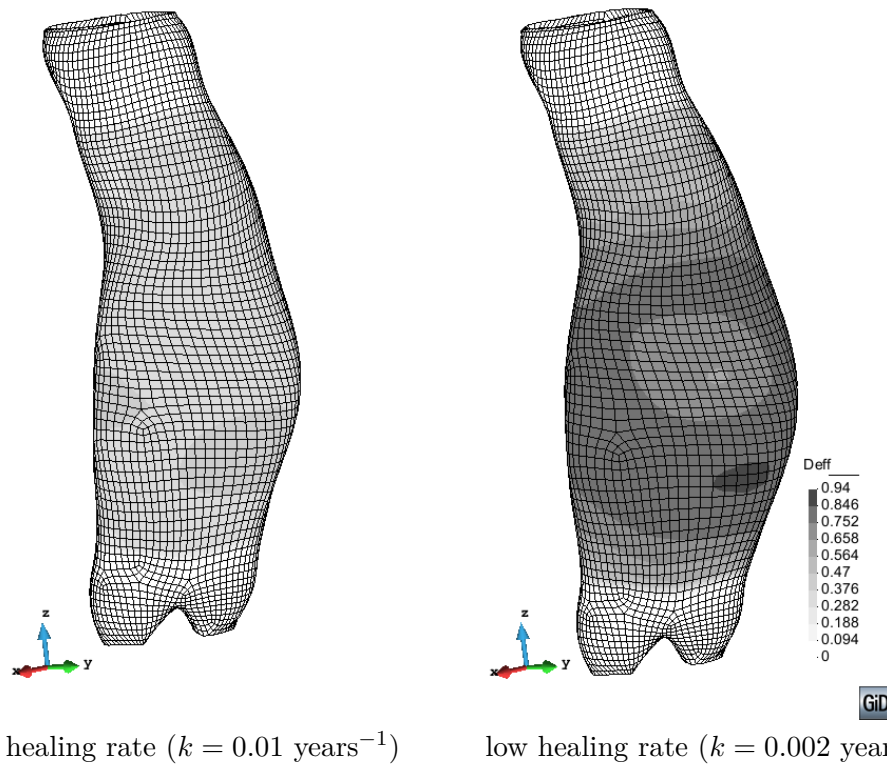 z
x
y
z
x
y
Deff
0.94
0.846
0.752
0.658
0.564
0.47
0.376
0.282
0.188
0.094
0
GiD
healing rate (k = 0.01 years⁻¹)
low healing rate (k = 0.002 year